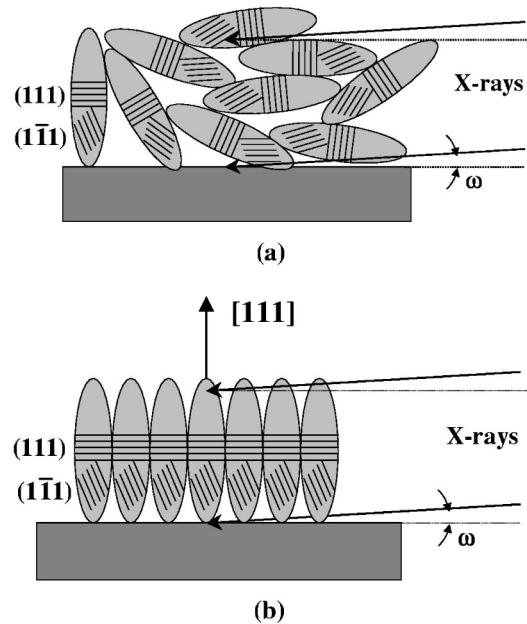 (111)
(11̅1)
X-rays
ω
(a)
[111]
(111)
(11̅1)
X-rays
ω
(b)